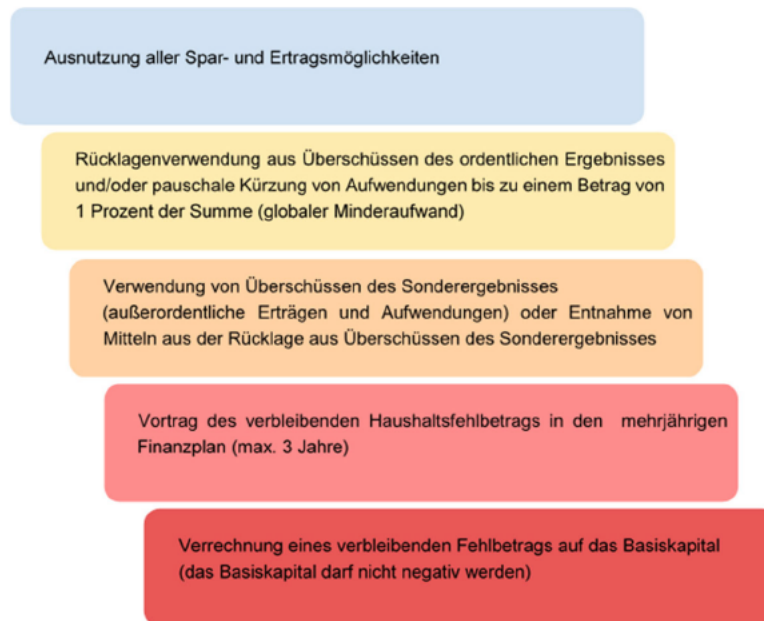 Ausnutzung aller Spar- und Ertragsmöglichkeiten
Rücklagenverwendung aus Überschüssen des ordentlichen Ergebnisses
und/oder pauschale Kürzung von Aufwendungen bis zu einem Betrag von
1 Prozent der Summe (globaler Minderaufwand)
Verwendung von Überschüssen des Sonderergebnisses
(außerordentliche Erträgen und Aufwendungen) oder Entnahme von
Mitteln aus der Rücklage aus Überschüssen des Sonderergebnisses
Vortrag des verbleibenden Haushaltsfehlbetrags in den mehrjährigen
Finanzplan (max. 3 Jahre)
Verrechnung eines verbleibenden Fehlbetrags auf das Basiskapital
(das Basiskapital darf nicht negativ werden)